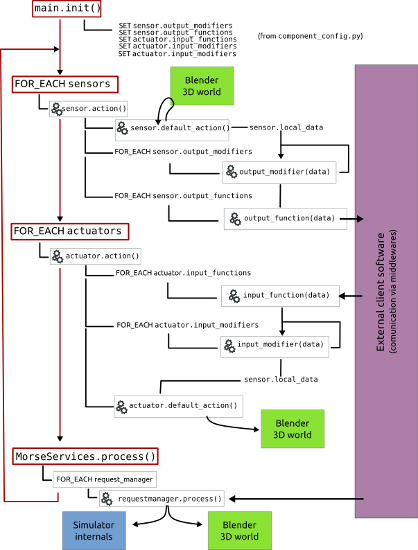 main.init()
SET sensor.output_modifiers
SET sensor.output_functions
SET actuator.input_functions
SET actuator.input_modifiers
SET actuator.input_modifiers
(from component_config.py)
FOR_EACH sensors
sensor.action()
Blender
3D world
sensor.default_action()
sensor.local_data
FOR_EACH sensor.output_modifiers
output_modifier(data)
FOR_EACH sensor.output_functions
output_function(data)
FOR_EACH actuators
actuator.action()
FOR_EACH actuator.input_functions
input_function(data)
FOR_EACH actuator.input_modifiers
input_modifier(data)
sensor.local_data
actuator.default_action()
Blender
3D world
MorseServices.process()
FOR_EACH request_manager
requestmanager.process()
Simulator
internals
Blender
3D world
External client software
(comunication via middlewares)